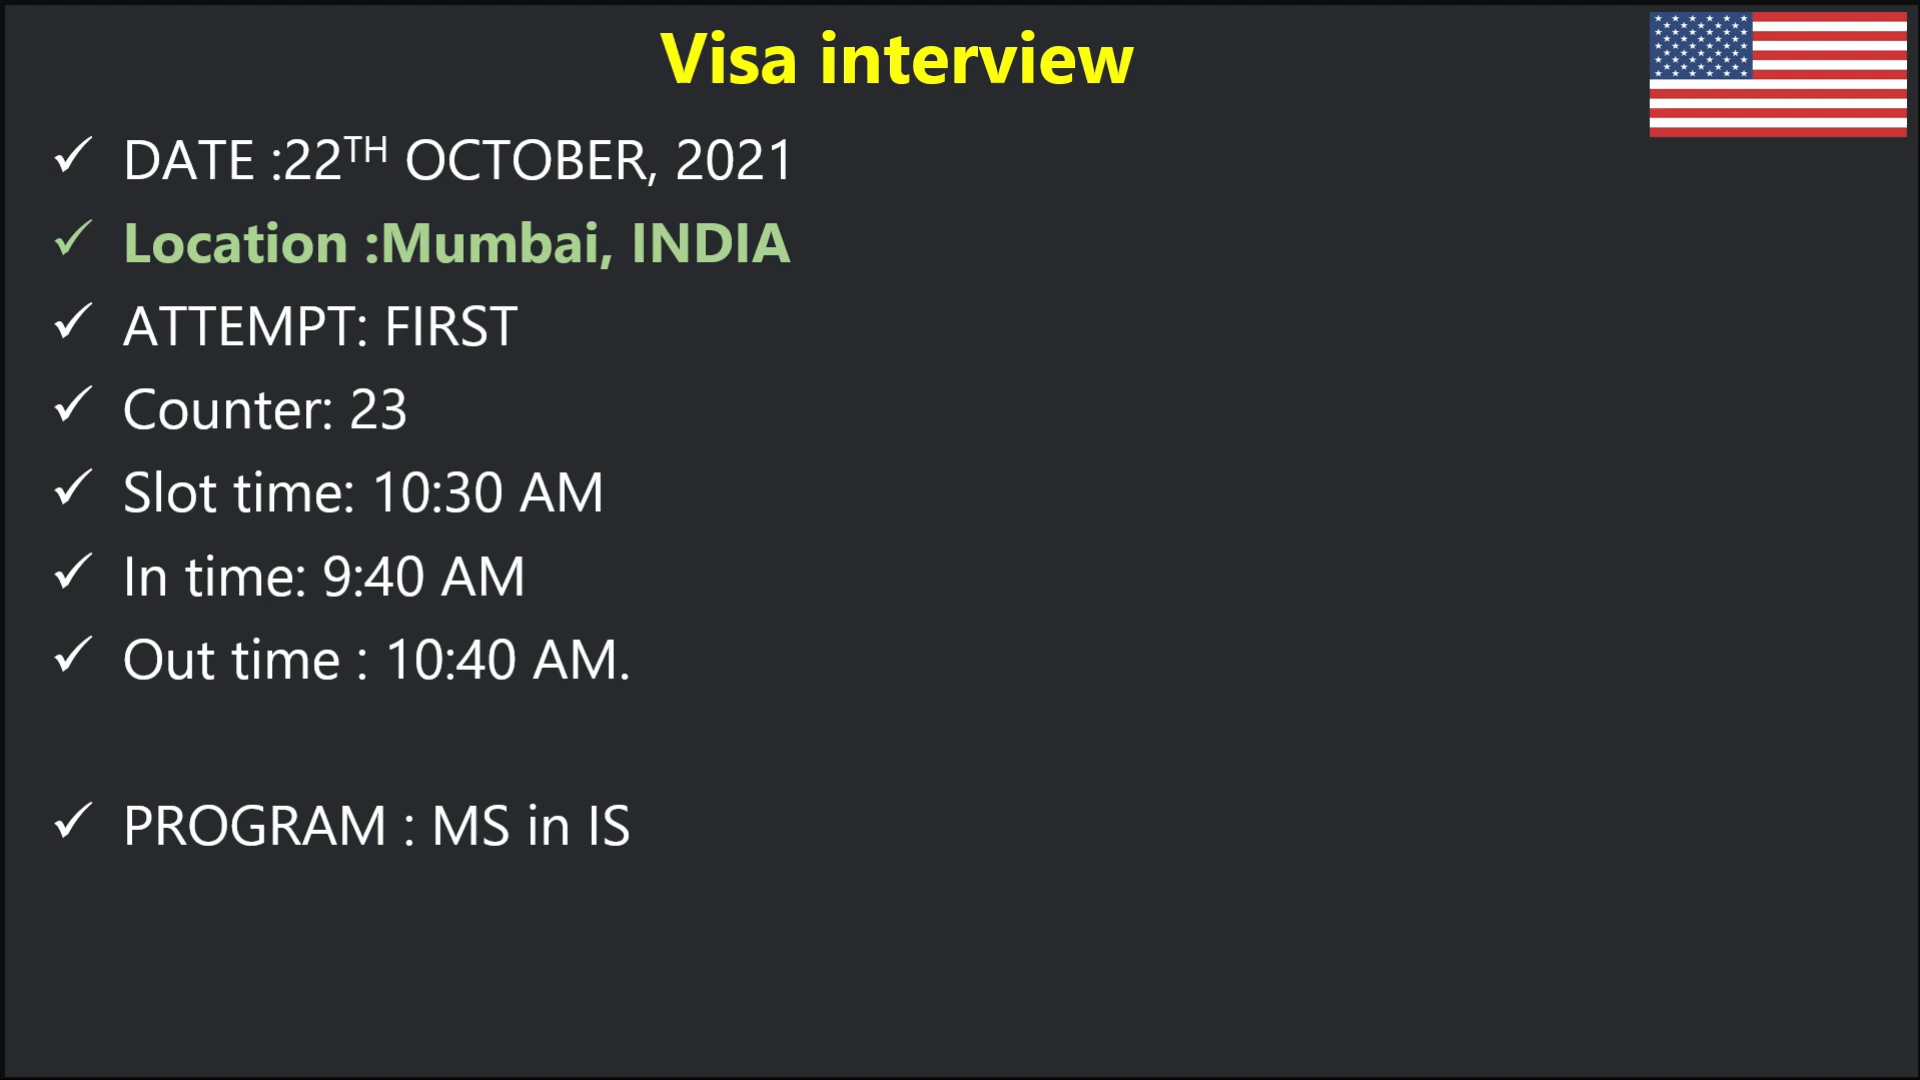 Visa interview
DATE :22TH OCTOBER, 2021
Location :Mumbai, INDIA
ATTEMPT: FIRST
Counter: 23
Slot time: 10:30 AM
In time: 9:40 AM
Out time : 10:40 AM.
PROGRAM : MS in IS